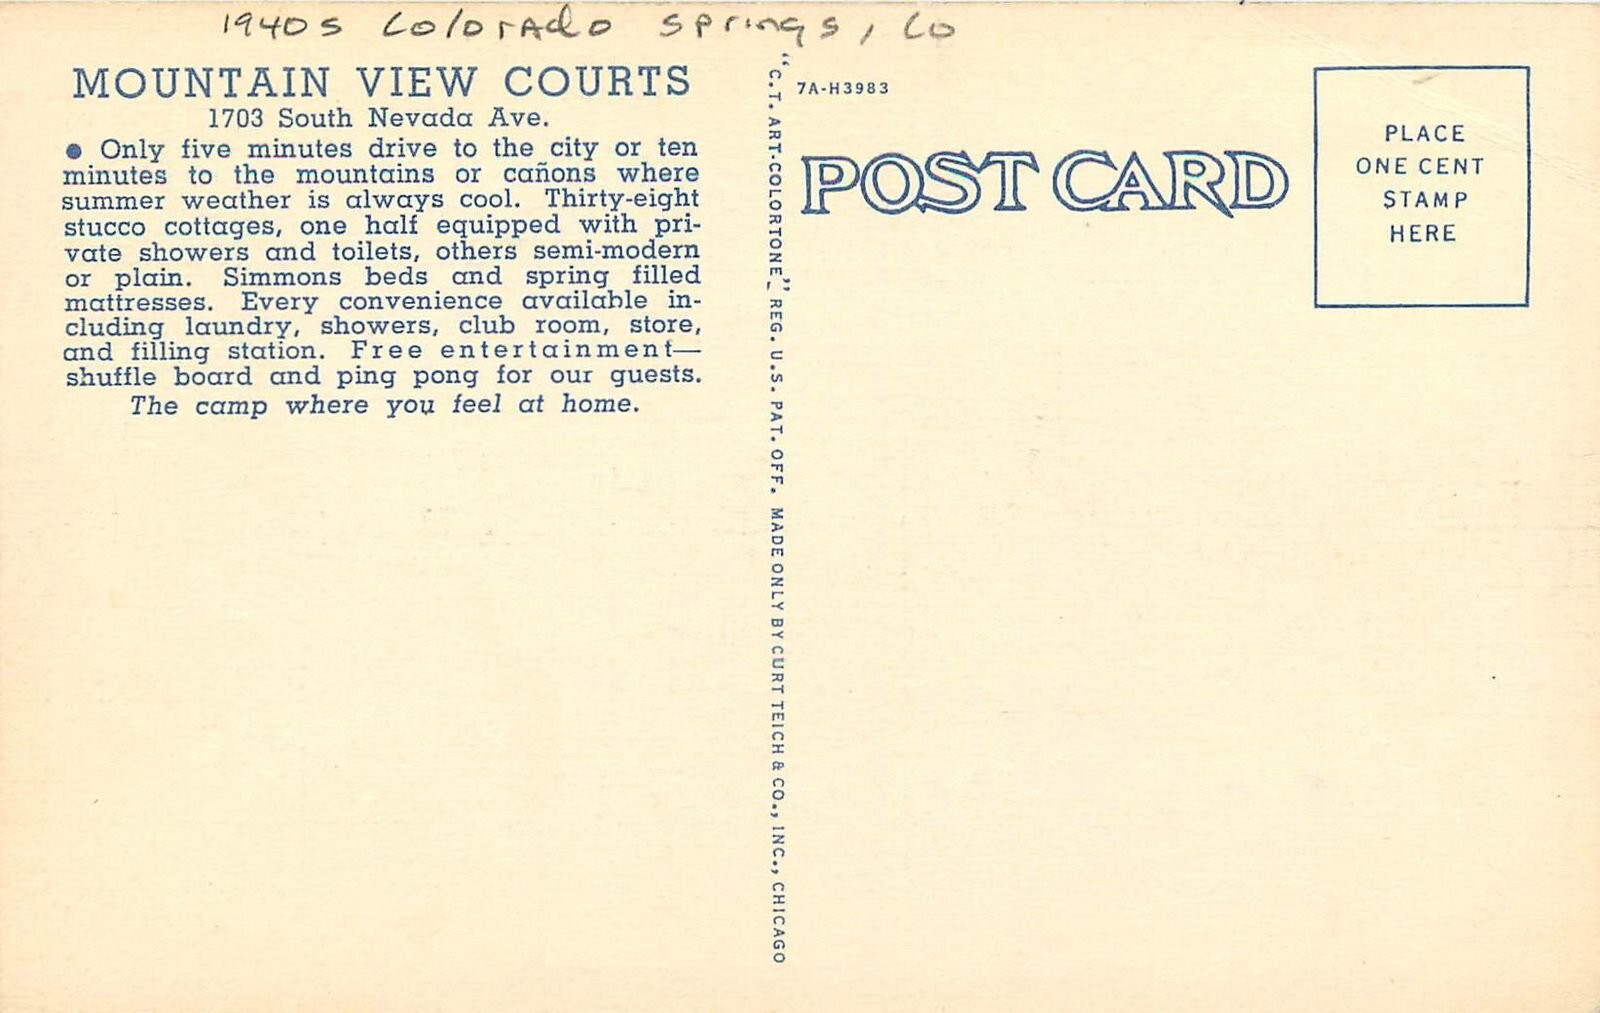 1940s Colorado Springs, Co
MOUNTAIN VIEW COURTS
1703 South Nevada Ave.
● Only five minutes drive to the city or ten
minutes to the mountains or cañons where
summer weather is always cool. Thirty-eight
stucco cottages, one half equipped with pri-
vate showers and toilets, others semi-modern
or plain. Simmons beds and spring filled
mattresses. Every convenience available in-
cluding laundry, showers, club room, store,
and filling station. Free entertainment—
shuffle board and ping pong for our guests.
The camp where you feel at home.
"C.T. ART-COLORTONE" REG. U.S. PAT. OFF. MADE ONLY BY CURT TEICH & CO., INC., CHICAGO
7A-H3983
POST CARD
PLACE
ONE CENT
STAMP
HERE